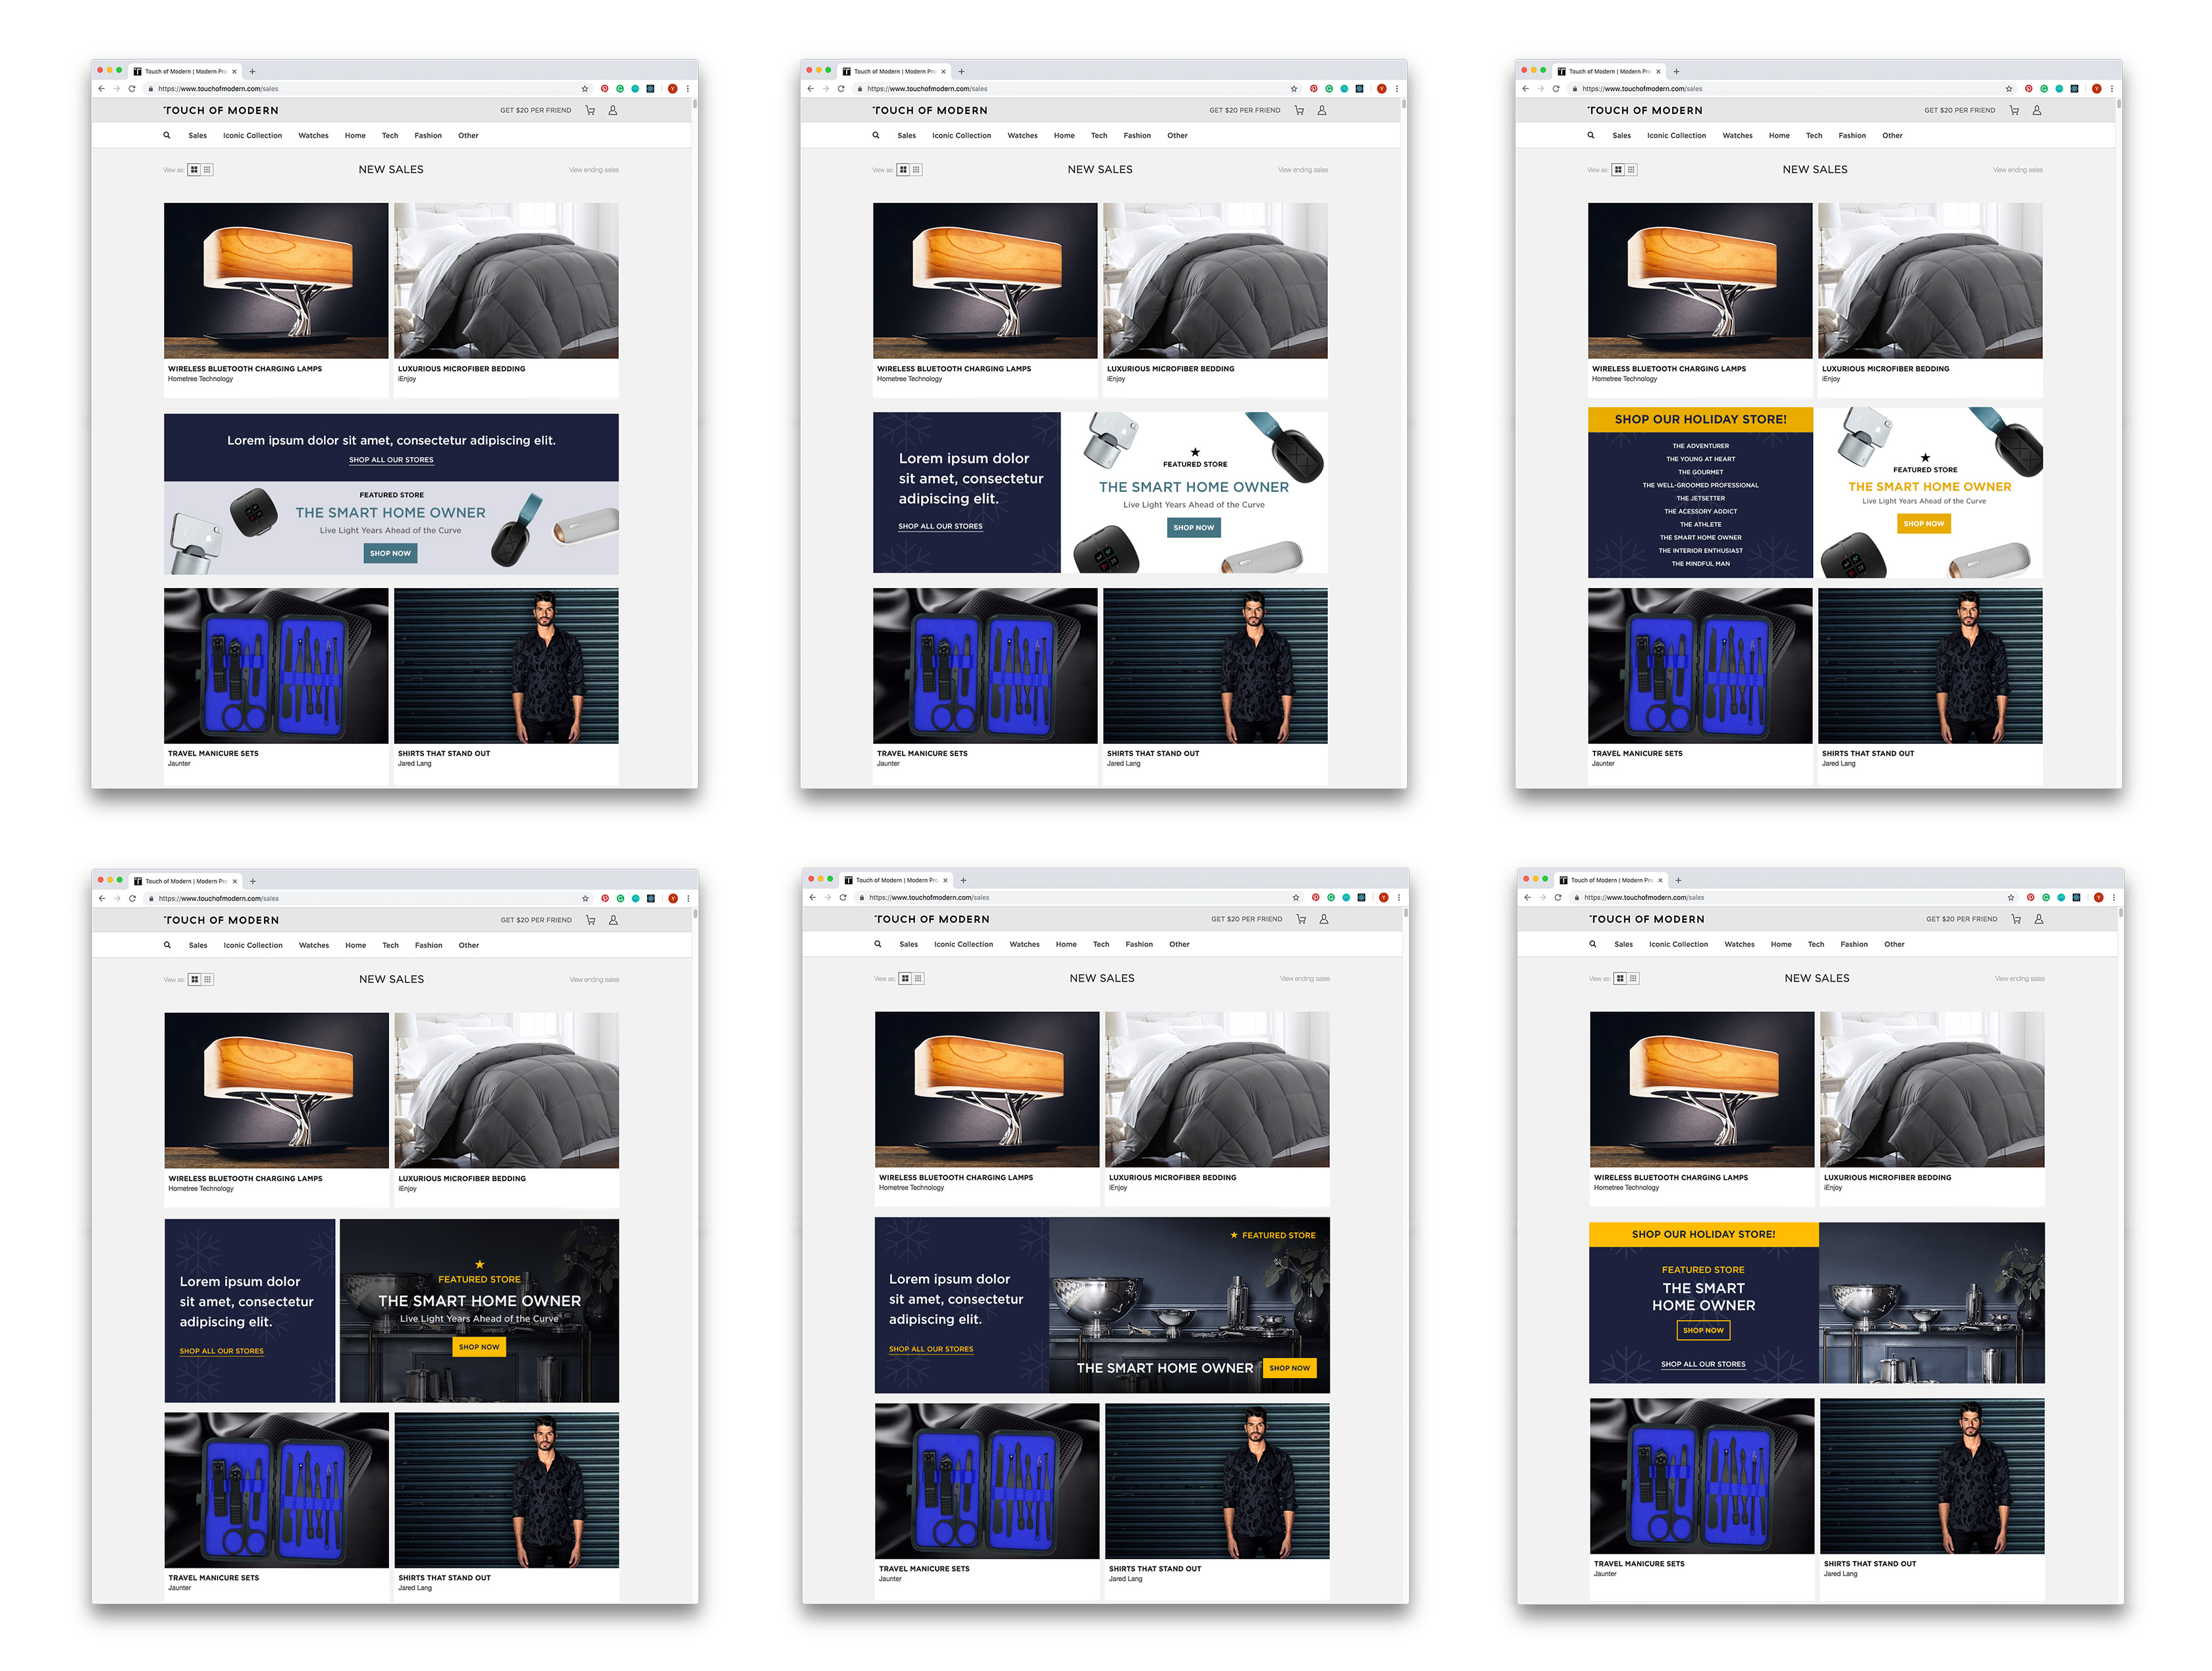 Touch of Modern | Modern Pro
https://www.touchofmodern.com/sales
TOUCH OF MODERN
GET $20 PER FRIEND
Sales Iconic Collection Watches Home Tech Fashion Other
View as:
NEW SALES
View ending sales
WIRELESS BLUETOOTH CHARGING LAMPS
Hometree Technology
LUXURIOUS MICROFIBER BEDDING
iEnjoy
Lorem ipsum dolor sit amet, consectetur adipiscing elit.
SHOP ALL OUR STORES
FEATURED STORE
THE SMART HOME OWNER
Live Light Years Ahead of the Curve
SHOP NOW
TRAVEL MANICURE SETS
Jaunter
SHIRTS THAT STAND OUT
Jared Lang
Touch of Modern | Modern Pro
https://www.touchofmodern.com/sales
TOUCH OF MODERN
GET $20 PER FRIEND
Sales Iconic Collection Watches Home Tech Fashion Other
View as:
NEW SALES
View ending sales
WIRELESS BLUETOOTH CHARGING LAMPS
Hometree Technology
LUXURIOUS MICROFIBER BEDDING
iEnjoy
Lorem ipsum dolor
sit amet, consectetur
adipiscing elit.
SHOP ALL OUR STORES
FEATURED STORE
THE SMART HOME OWNER
Live Light Years Ahead of the Curve
SHOP NOW
TRAVEL MANICURE SETS
Jaunter
SHIRTS THAT STAND OUT
Jared Lang
Touch of Modern | Modern Pro
https://www.touchofmodern.com/sales
TOUCH OF MODERN
GET $20 PER FRIEND
Sales Iconic Collection Watches Home Tech Fashion Other
View as:
NEW SALES
View ending sales
WIRELESS BLUETOOTH CHARGING LAMPS
Hometree Technology
LUXURIOUS MICROFIBER BEDDING
iEnjoy
SHOP OUR HOLIDAY STORE!
THE ADVENTURER
THE YOUNG AT HEART
THE GOURMET
THE WELL-GROOMED PROFESSIONAL
THE JETSETTER
THE ACESSORY ADDICT
THE ATHLETE
THE SMART HOME OWNER
THE INTERIOR ENTHUSIAST
THE MINDFUL MAN
FEATURED STORE
THE SMART HOME OWNER
Live Light Years Ahead of the Curve
SHOP NOW
TRAVEL MANICURE SETS
Jaunter
SHIRTS THAT STAND OUT
Jared Lang
Touch of Modern | Modern Pro
https://www.touchofmodern.com/sales
TOUCH OF MODERN
GET $20 PER FRIEND
Sales Iconic Collection Watches Home Tech Fashion Other
View as:
NEW SALES
View ending sales
WIRELESS BLUETOOTH CHARGING LAMPS
Hometree Technology
LUXURIOUS MICROFIBER BEDDING
iEnjoy
Lorem ipsum dolor
sit amet, consectetur
adipiscing elit.
SHOP ALL OUR STORES
FEATURED STORE
THE SMART HOME OWNER
Live Light Years Ahead of the Curve
SHOP NOW
TRAVEL MANICURE SETS
Jaunter
SHIRTS THAT STAND OUT
Jared Lang
Touch of Modern | Modern Pro
https://www.touchofmodern.com/sales
TOUCH OF MODERN
GET $20 PER FRIEND
Sales Iconic Collection Watches Home Tech Fashion Other
View as:
NEW SALES
View ending sales
WIRELESS BLUETOOTH CHARGING LAMPS
Hometree Technology
LUXURIOUS MICROFIBER BEDDING
iEnjoy
Lorem ipsum dolor
sit amet, consectetur
adipiscing elit.
SHOP ALL OUR STORES
FEATURED STORE
THE SMART HOME OWNER
SHOP NOW
TRAVEL MANICURE SETS
Jaunter
SHIRTS THAT STAND OUT
Jared Lang
Touch of Modern | Modern Pro
https://www.touchofmodern.com/sales
TOUCH OF MODERN
GET $20 PER FRIEND
Sales Iconic Collection Watches Home Tech Fashion Other
View as:
NEW SALES
View ending sales
WIRELESS BLUETOOTH CHARGING LAMPS
Hometree Technology
LUXURIOUS MICROFIBER BEDDING
iEnjoy
SHOP OUR HOLIDAY STORE!
FEATURED STORE
THE SMART
HOME OWNER
SHOP NOW
SHOP ALL OUR STORES
TRAVEL MANICURE SETS
Jaunter
SHIRTS THAT STAND OUT
Jared Lang